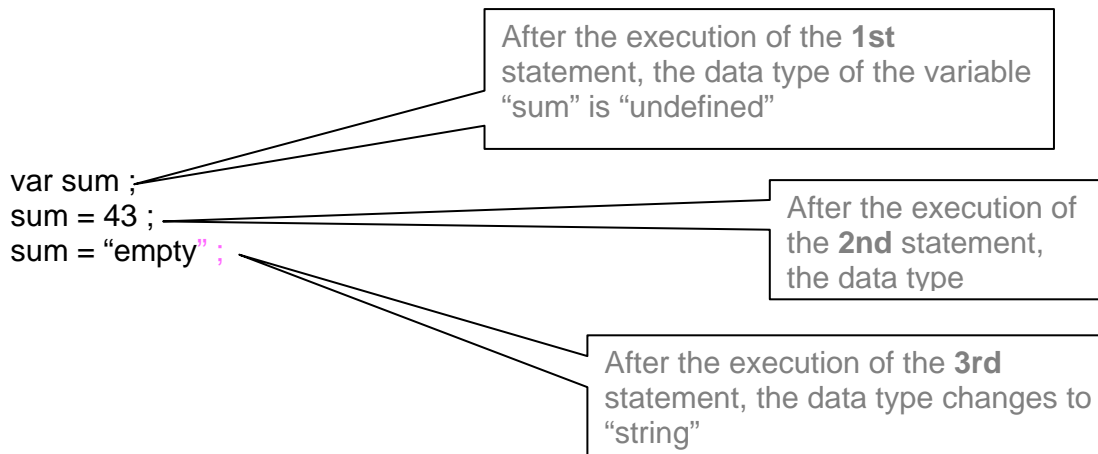 After the execution of the 1st
statement, the data type of the variable
“sum” is “undefined”
var sum ;
sum = 43 ;
sum = “empty” ;
After the execution of
the 2nd statement,
the data type
After the execution of the 3rd
statement, the data type changes to
“string”